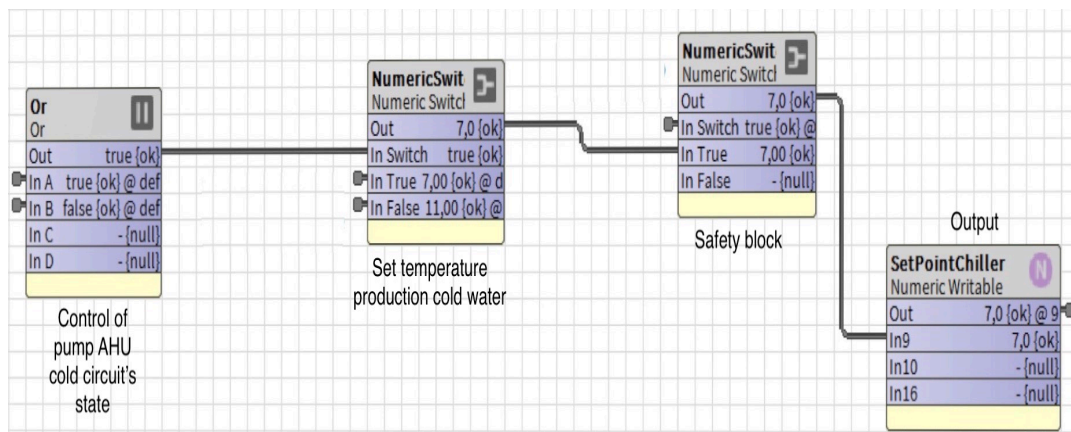 Or
Or
Out true {ok}
In A true {ok} @ def
In B false {ok} @ def
In C - {null}
In D - {null}
Control of
pump AHU
cold circuit's
state
NumericSwit
Numeric Switch
Out 7,0 {ok}
In Switch true {ok}
In True 7,00 {ok} @ d
In False 11,00 {ok} @
Set temperature
production cold water
NumericSwit
Numeric Switch
Out 7,0 {ok}
In Switch true {ok} @
In True 7,00 {ok}
In False - {null}
Safety block
Output
SetPointChiller
Numeric Writable
N
Out 7,0 {ok} @ 9
In9 7,0 {ok}
In10 - {null}
In16 - {null}